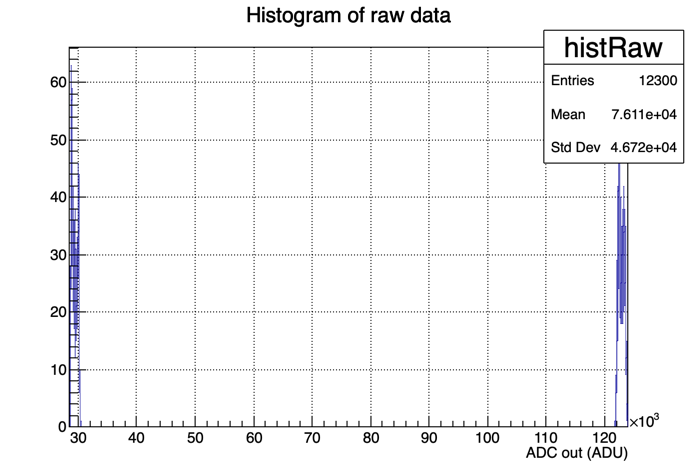 Histogram of raw data
histRaw
Entries 12300
Mean 7.611e+04
Std Dev 4.672e+04
60
50
40
30
20
10
0
30 40 50 60 70 80 90 100 110 120
×10³
ADC out (ADU)